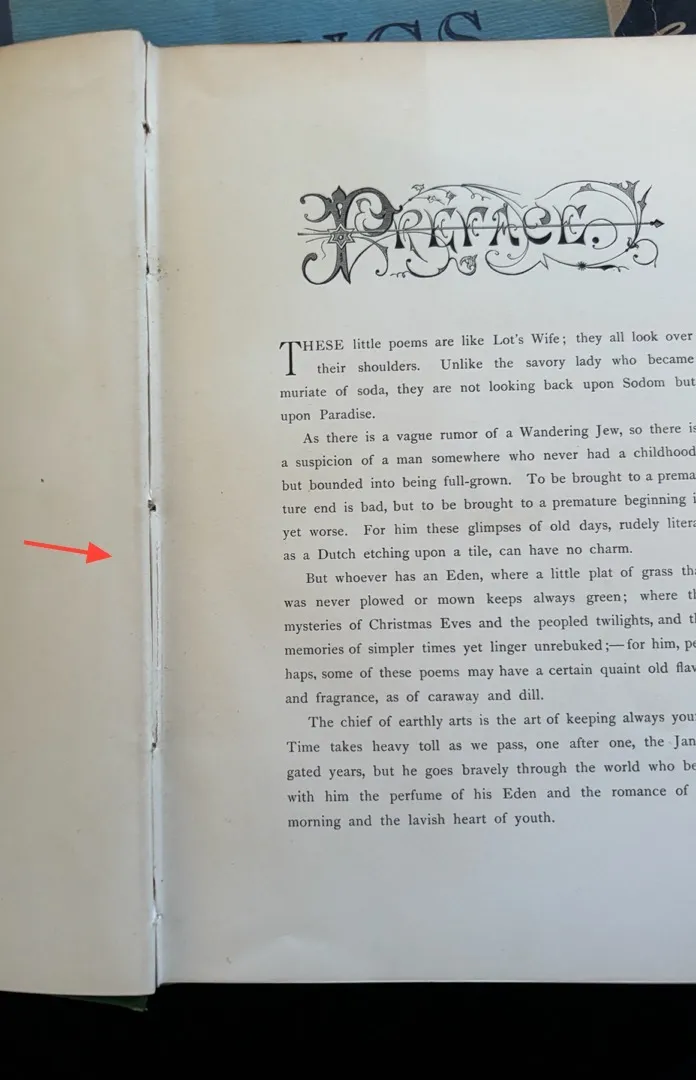 PREFACE.
THESE little poems are like Lot's Wife; they all look over
their shoulders. Unlike the savory lady who became
muriate of soda, they are not looking back upon Sodom but
upon Paradise.
As there is a vague rumor of a Wandering Jew, so there is
a suspicion of a man somewhere who never had a childhood
but bounded into being full-grown. To be brought to a prema-
ture end is bad, but to be brought to a premature beginning
yet worse. For him these glimpses of old days, rudely litera
as a Dutch etching upon a tile, can have no charm.
But whoever has an Eden, where a little plat of grass tha
was never plowed or mown keeps always green; where th
mysteries of Christmas Eves and the peopled twilights, and th
memories of simpler times yet linger unrebuked;—for him, pe
haps, some of these poems may have a certain quaint old flav
and fragrance, as of caraway and dill.
The chief of earthly arts is the art of keeping always you
Time takes heavy toll as we pass, one after one, the Jan
gated years, but he goes bravely through the world who be
with him the perfume of his Eden and the romance of
morning and the lavish heart of youth.